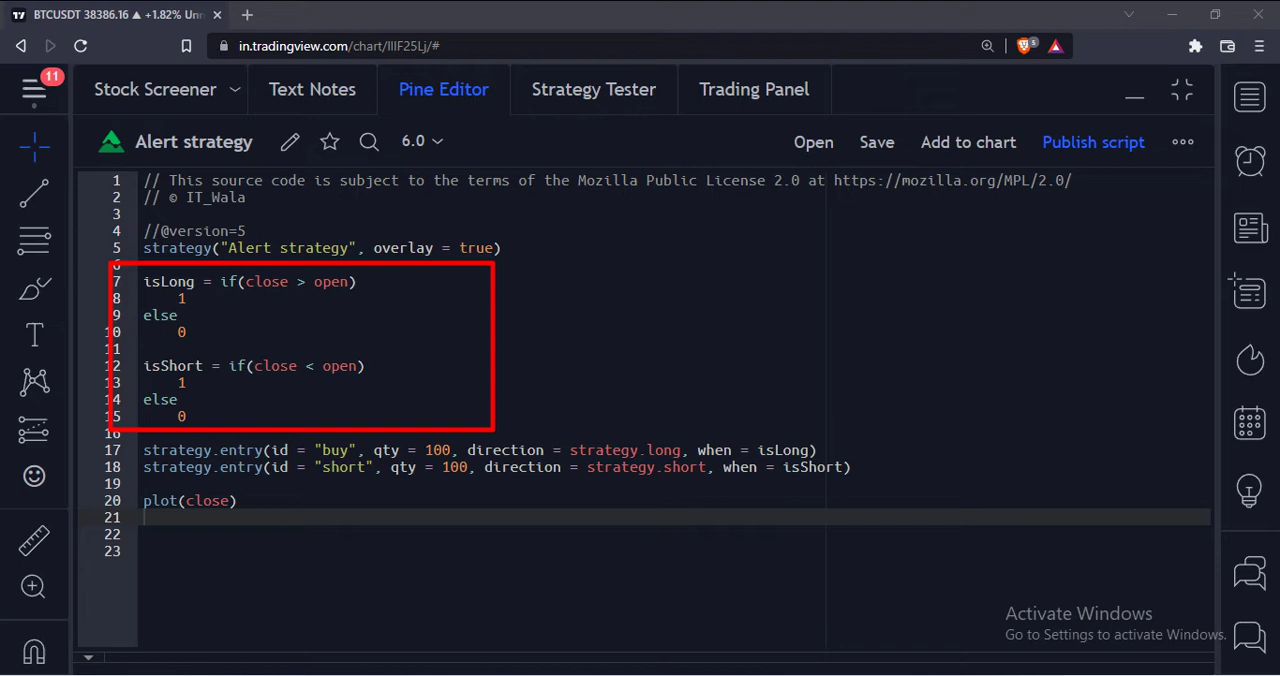 BTCUSDT 38386.16 ▲ +1.82% Unn
in.tradingview.com/chart/IIIF25Lj/#
5
11
Stock Screener Text Notes Pine Editor Strategy Tester Trading Panel
Alert strategy 6.0 Open Save Add to chart Publish script
1 // This source code is subject to the terms of the Mozilla Public License 2.0 at https://mozilla.org/MPL/2.0/
2 // © IT_Wala
3
4 //@version=5
5 strategy("Alert strategy", overlay = true)
6
7 isLong = if(close > open)
8 1
9 else
10 0
11
12 isShort = if(close < open)
13 1
14 else
15 0
16
17 strategy.entry(id = "buy", qty = 100, direction = strategy.long, when = isLong)
18 strategy.entry(id = "short", qty = 100, direction = strategy.short, when = isShort)
19
20 plot(close)
21
22
23
Activate Windows
Go to Settings to activate Windows.